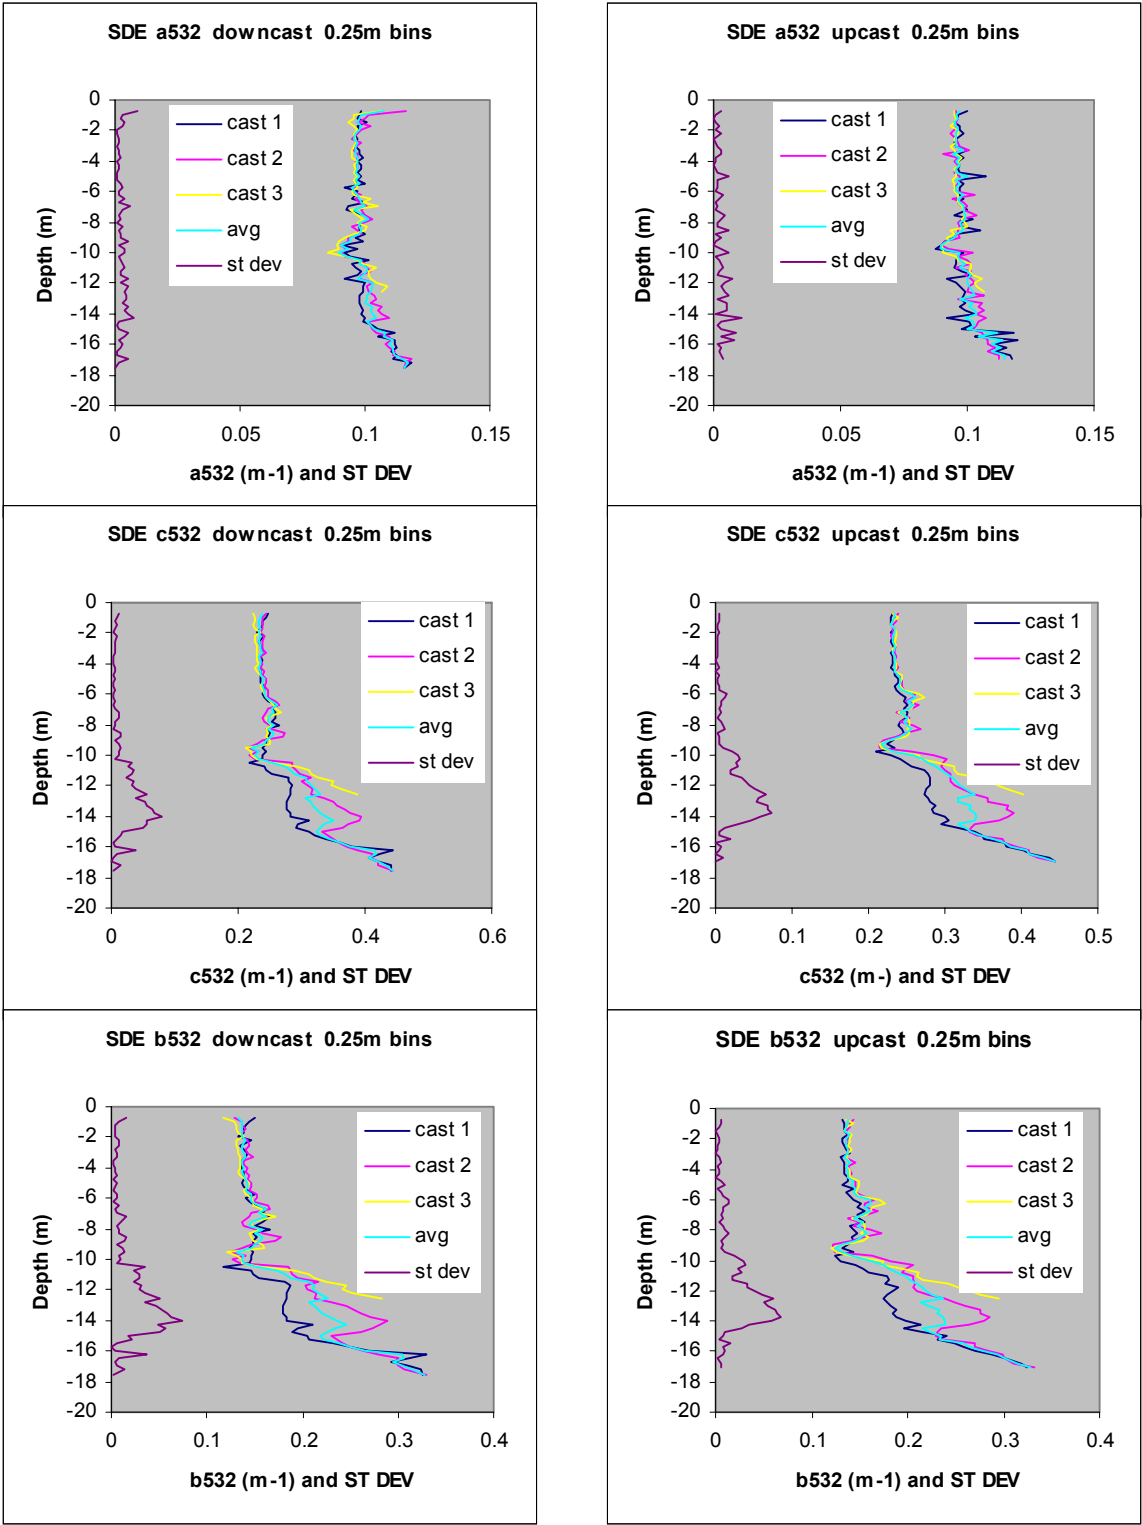 SDE a532 downcast 0.25m bins
0
-2
-4
-6
-8
-10
-12
-14
-16
-18
-20
Depth (m)
cast 1
cast 2
cast 3
avg
st dev
0 0.05 0.1 0.15
a532 (m-1) and ST DEV
SDE a532 upcast 0.25m bins
0
-2
-4
-6
-8
-10
-12
-14
-16
-18
-20
Depth (m)
cast 1
cast 2
cast 3
avg
st dev
0 0.05 0.1 0.15
a532 (m-1) and ST DEV
SDE c532 downcast 0.25m bins
0
-2
-4
-6
-8
-10
-12
-14
-16
-18
-20
Depth (m)
cast 1
cast 2
cast 3
avg
st dev
0 0.2 0.4 0.6
c532 (m-1) and ST DEV
SDE c532 upcast 0.25m bins
0
-2
-4
-6
-8
-10
-12
-14
-16
-18
-20
Depth (m)
cast 1
cast 2
cast 3
avg
st dev
0 0.1 0.2 0.3 0.4 0.5
c532 (m-) and ST DEV
SDE b532 downcast 0.25m bins
0
-2
-4
-6
-8
-10
-12
-14
-16
-18
-20
Depth (m)
cast 1
cast 2
cast 3
avg
st dev
0 0.1 0.2 0.3 0.4
b532 (m-1) and ST DEV
SDE b532 upcast 0.25m bins
0
-2
-4
-6
-8
-10
-12
-14
-16
-18
-20
Depth (m)
cast 1
cast 2
cast 3
avg
st dev
0 0.1 0.2 0.3 0.4
b532 (m-1) and ST DEV